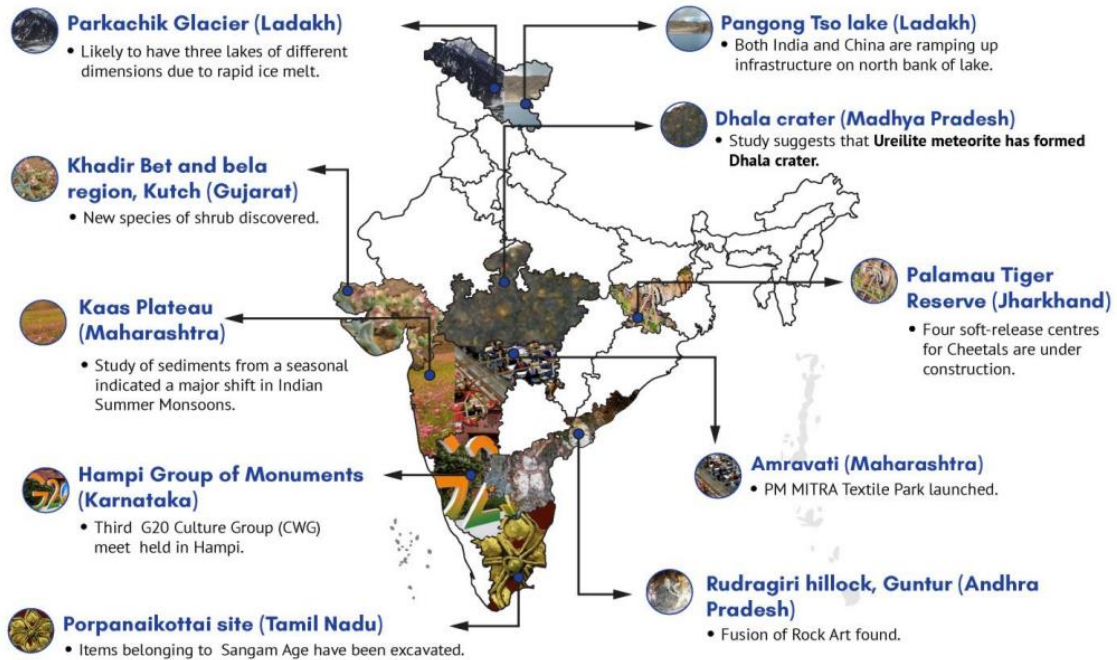 Parkachik Glacier (Ladakh)
• Likely to have three lakes of different
dimensions due to rapid ice melt.
Pangong Tso lake (Ladakh)
• Both India and China are ramping up
infrastructure on north bank of lake.
Dhala crater (Madhya Pradesh)
• Study suggests that Ureilite meteorite has formed
Dhala crater.
Khadir Bet and bela
region, Kutch (Gujarat)
• New species of shrub discovered.
Palamau Tiger
Reserve (Jharkhand)
• Four soft-release centres
for Cheetals are under
construction.
Kaas Plateau
(Maharashtra)
• Study of sediments from a seasonal
indicated a major shift in Indian
Summer Monsoons.
Amravati (Maharashtra)
• PM MITRA Textile Park launched.
Hampi Group of Monuments
(Karnataka)
• Third G20 Culture Group (CWG)
meet held in Hampi.
Rudragiri hillock, Guntur (Andhra
Pradesh)
• Fusion of Rock Art found.
Porpanaikottai site (Tamil Nadu)
• Items belonging to Sangam Age have been excavated.
G20